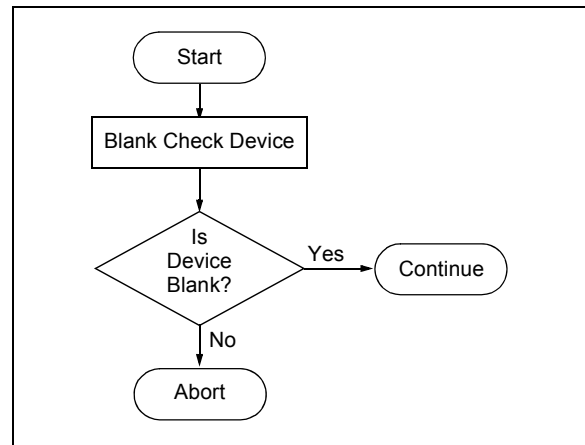 Start
Blank Check Device
Is
Device
Blank?
Yes
Continue
No
Abort